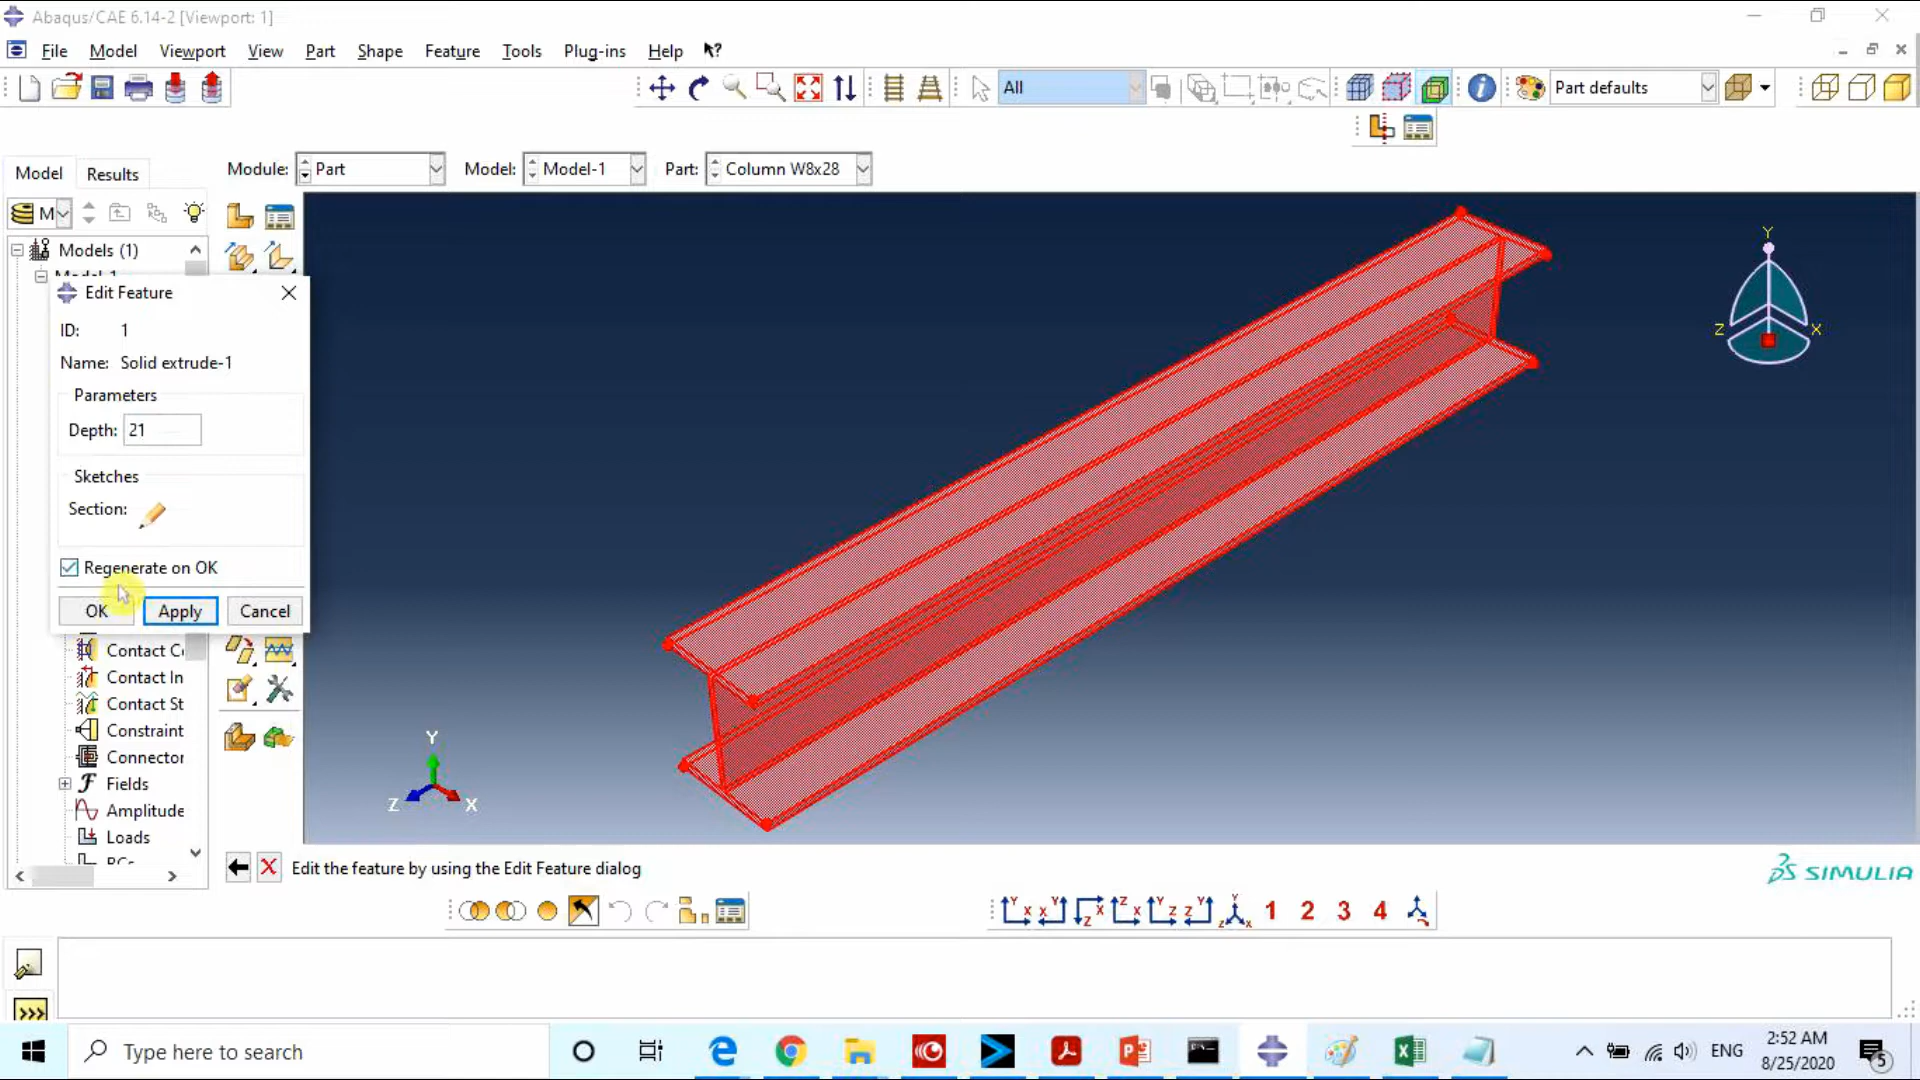 Abaqus/CAE 6.14-2 [Viewport: 1]
File Model Viewport View Part Shape Feature Tools Plug-ins Help
All
Part defaults
Model Results
Module: Part Model: Model-1 Part: Column W8x28
M
Models (1)
Edit Feature
ID: 1
Name: Solid extrude-1
Parameters
Depth: 21
Sketches
Section:
Regenerate on OK
OK Apply Cancel
Contact C
Contact In
Contact St
Constraint
Connector
Fields
Amplitude
Loads
Y
Z
X
Y
Z
X
Edit the feature by using the Edit Feature dialog
SIMULIA
1 2 3 4
>>>
Type here to search
ENG
2:52 AM
8/25/2020
5